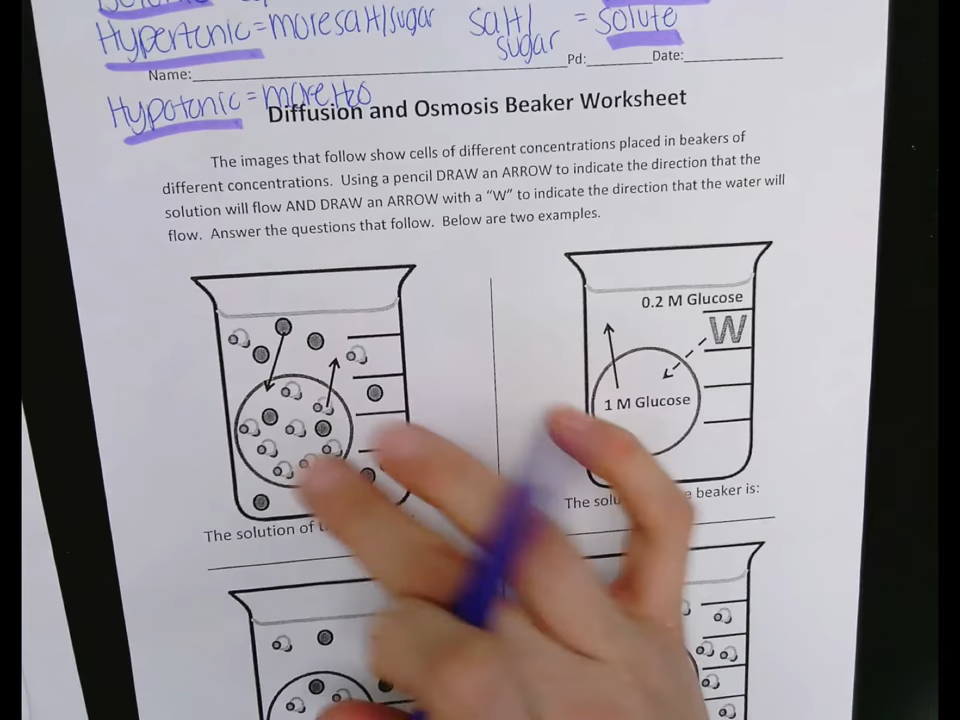 Hypertonic = more salt/sugar salt/ = solute
sugar
Name: Pd: Date:
Hypotonic = more H2O
Diffusion and Osmosis Beaker Worksheet
The images that follow show cells of different concentrations placed in beakers of
different concentrations. Using a pencil DRAW an ARROW to indicate the direction that the
solution will flow AND DRAW an ARROW with a "W" to indicate the direction that the water will
flow. Answer the questions that follow. Below are two examples.
0.2 M Glucose
W
1 M Glucose
The solution of
The beaker is: